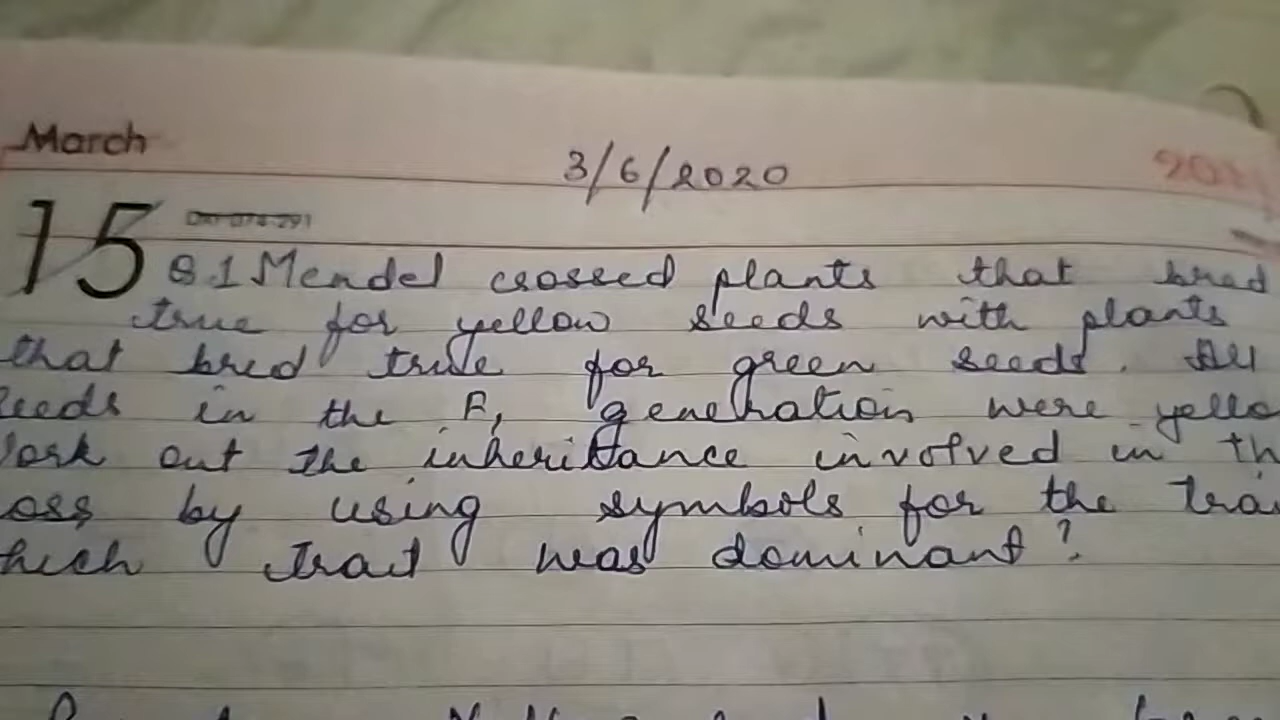 March
3/6/2020
202
15
Q.1 Mendel crossed plants that bred
true for yellow seeds with plants
that bred true for green seeds. All
seeds in the F1 generation were yello
ork out the inheritance involved in th
oss by using symbols for the trai
hich trait was dominant?